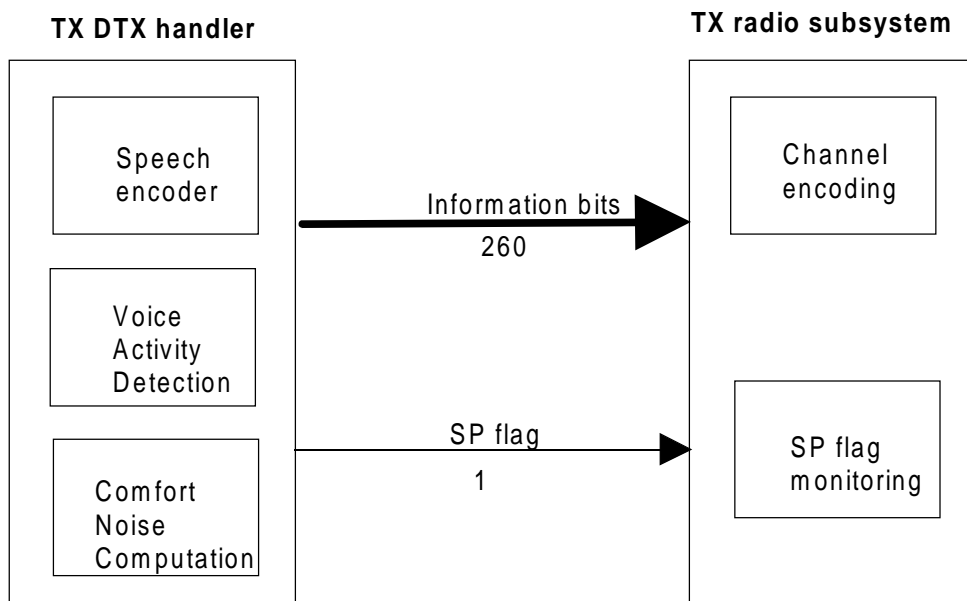 TX DTX handler
TX radio subsystem
Speech
encoder
Channel
encoding
Information bits
260
Voice
Activity
Detection
SP flag
1
SP flag
monitoring
Comfort
Noise
Computation